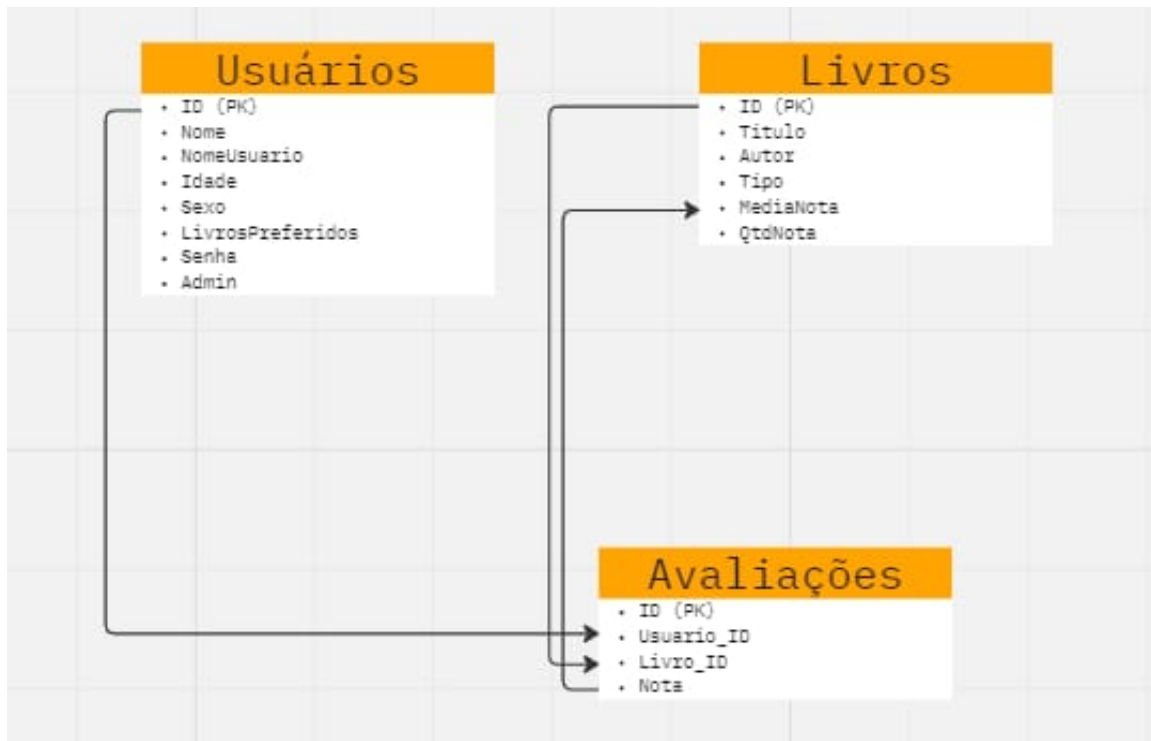 Usuários
• ID (PK)
• Nome
• NomeUsuario
• Idade
• Sexo
• LivrosPreferidos
• Senha
• Admin
Livros
• ID (PK)
• Titulo
• Autor
• Tipo
• MediaNota
• QtdNota
Avaliações
• ID (PK)
• Usuario_ID
• Livro_ID
• Nota